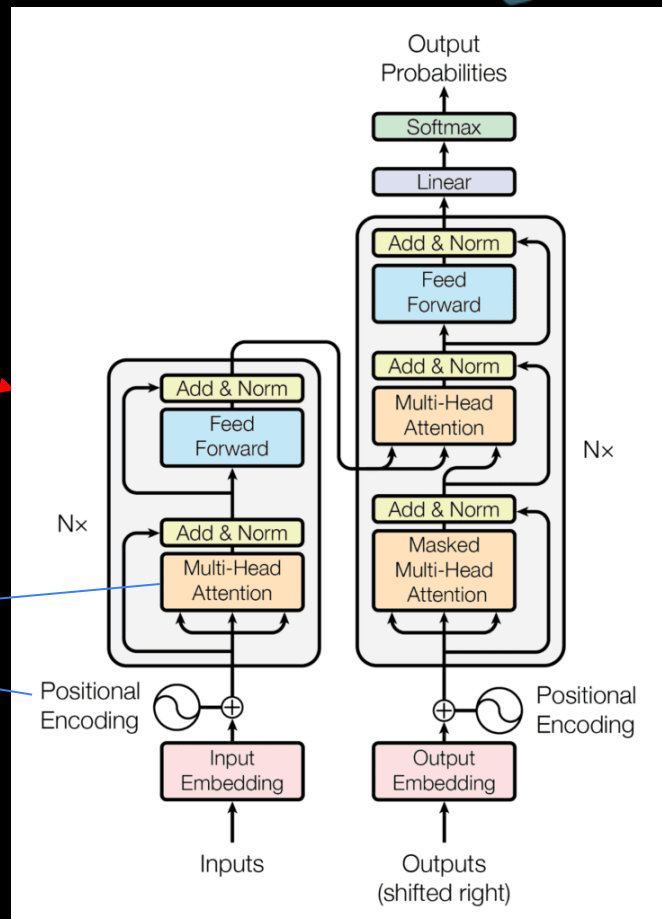 Output
Probabilities
Softmax
Linear
Add & Norm
Feed
Forward
Add & Norm
Multi-Head
Attention
Nx
Add & Norm
Masked
Multi-Head
Attention
Add & Norm
Feed
Forward
Nx
Add & Norm
Multi-Head
Attention
Positional
Encoding
Positional
Encoding
Input
Embedding
Output
Embedding
Inputs
Outputs
(shifted right)